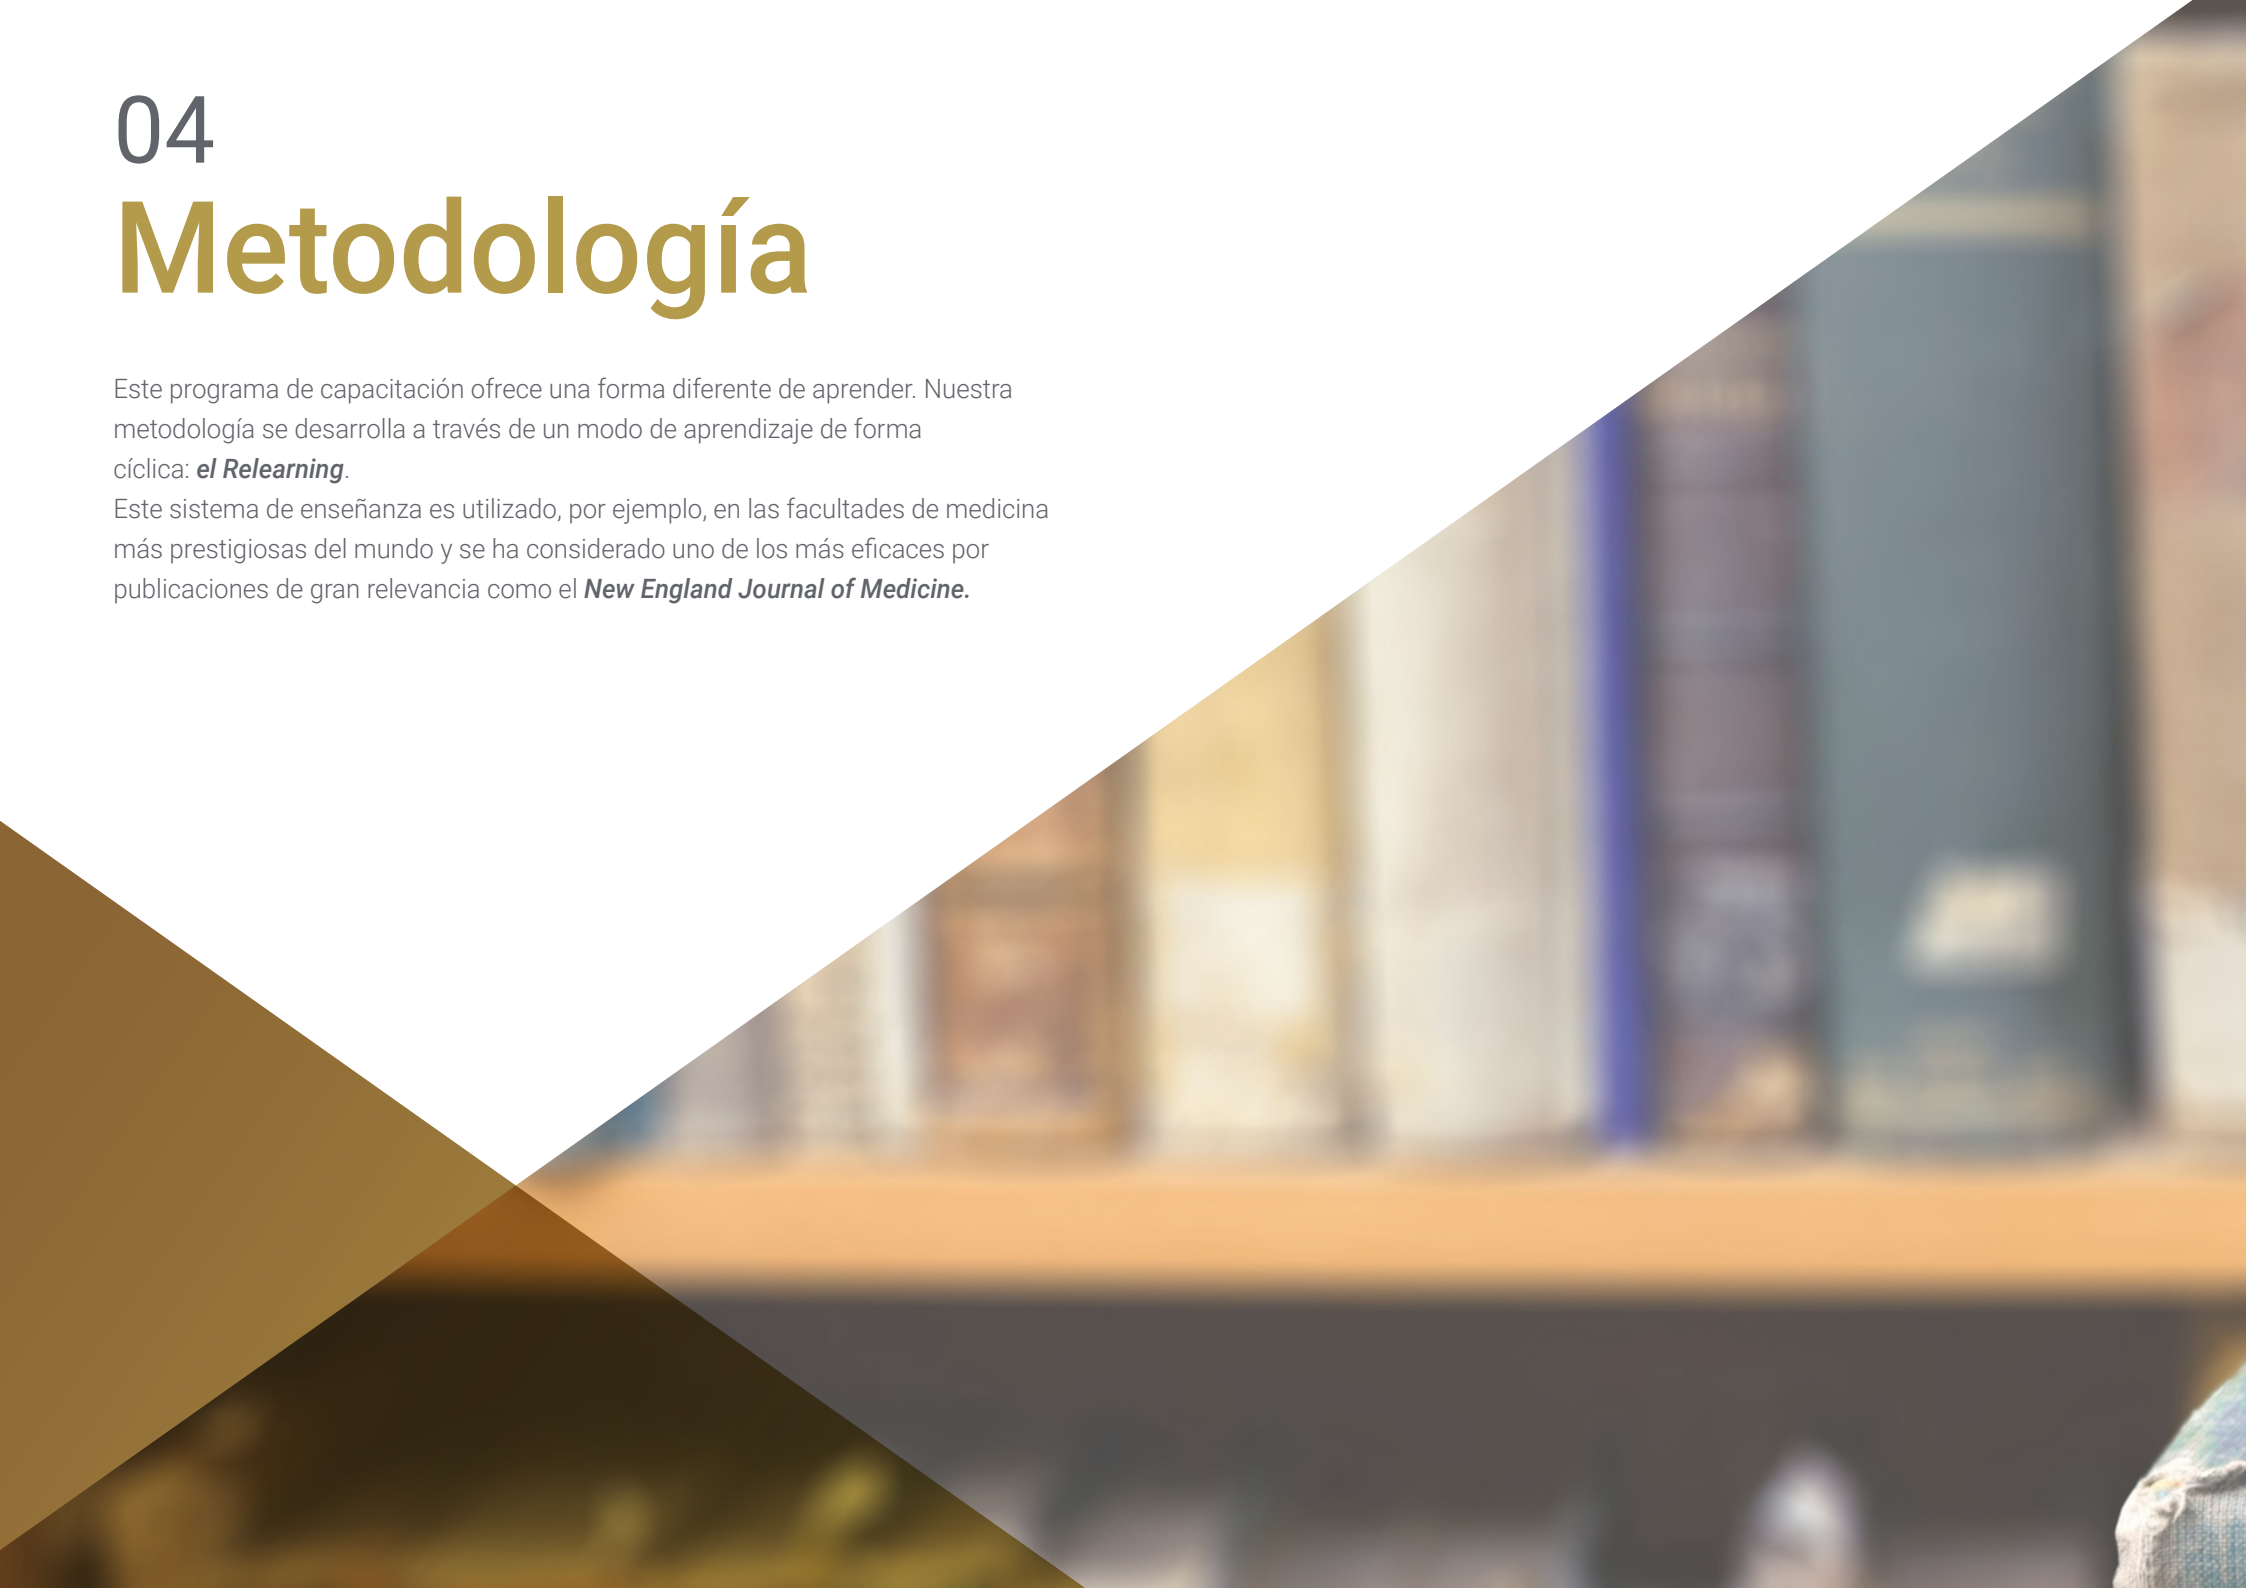 04
Metodología
Este programa de capacitación ofrece una forma diferente de aprender. Nuestra
metodología se desarrolla a través de un modo de aprendizaje de forma
cíclica: el Relearning.
Este sistema de enseñanza es utilizado, por ejemplo, en las facultades de medicina
más prestigiosas del mundo y se ha considerado uno de los más eficaces por
publicaciones de gran relevancia como el New England Journal of Medicine.